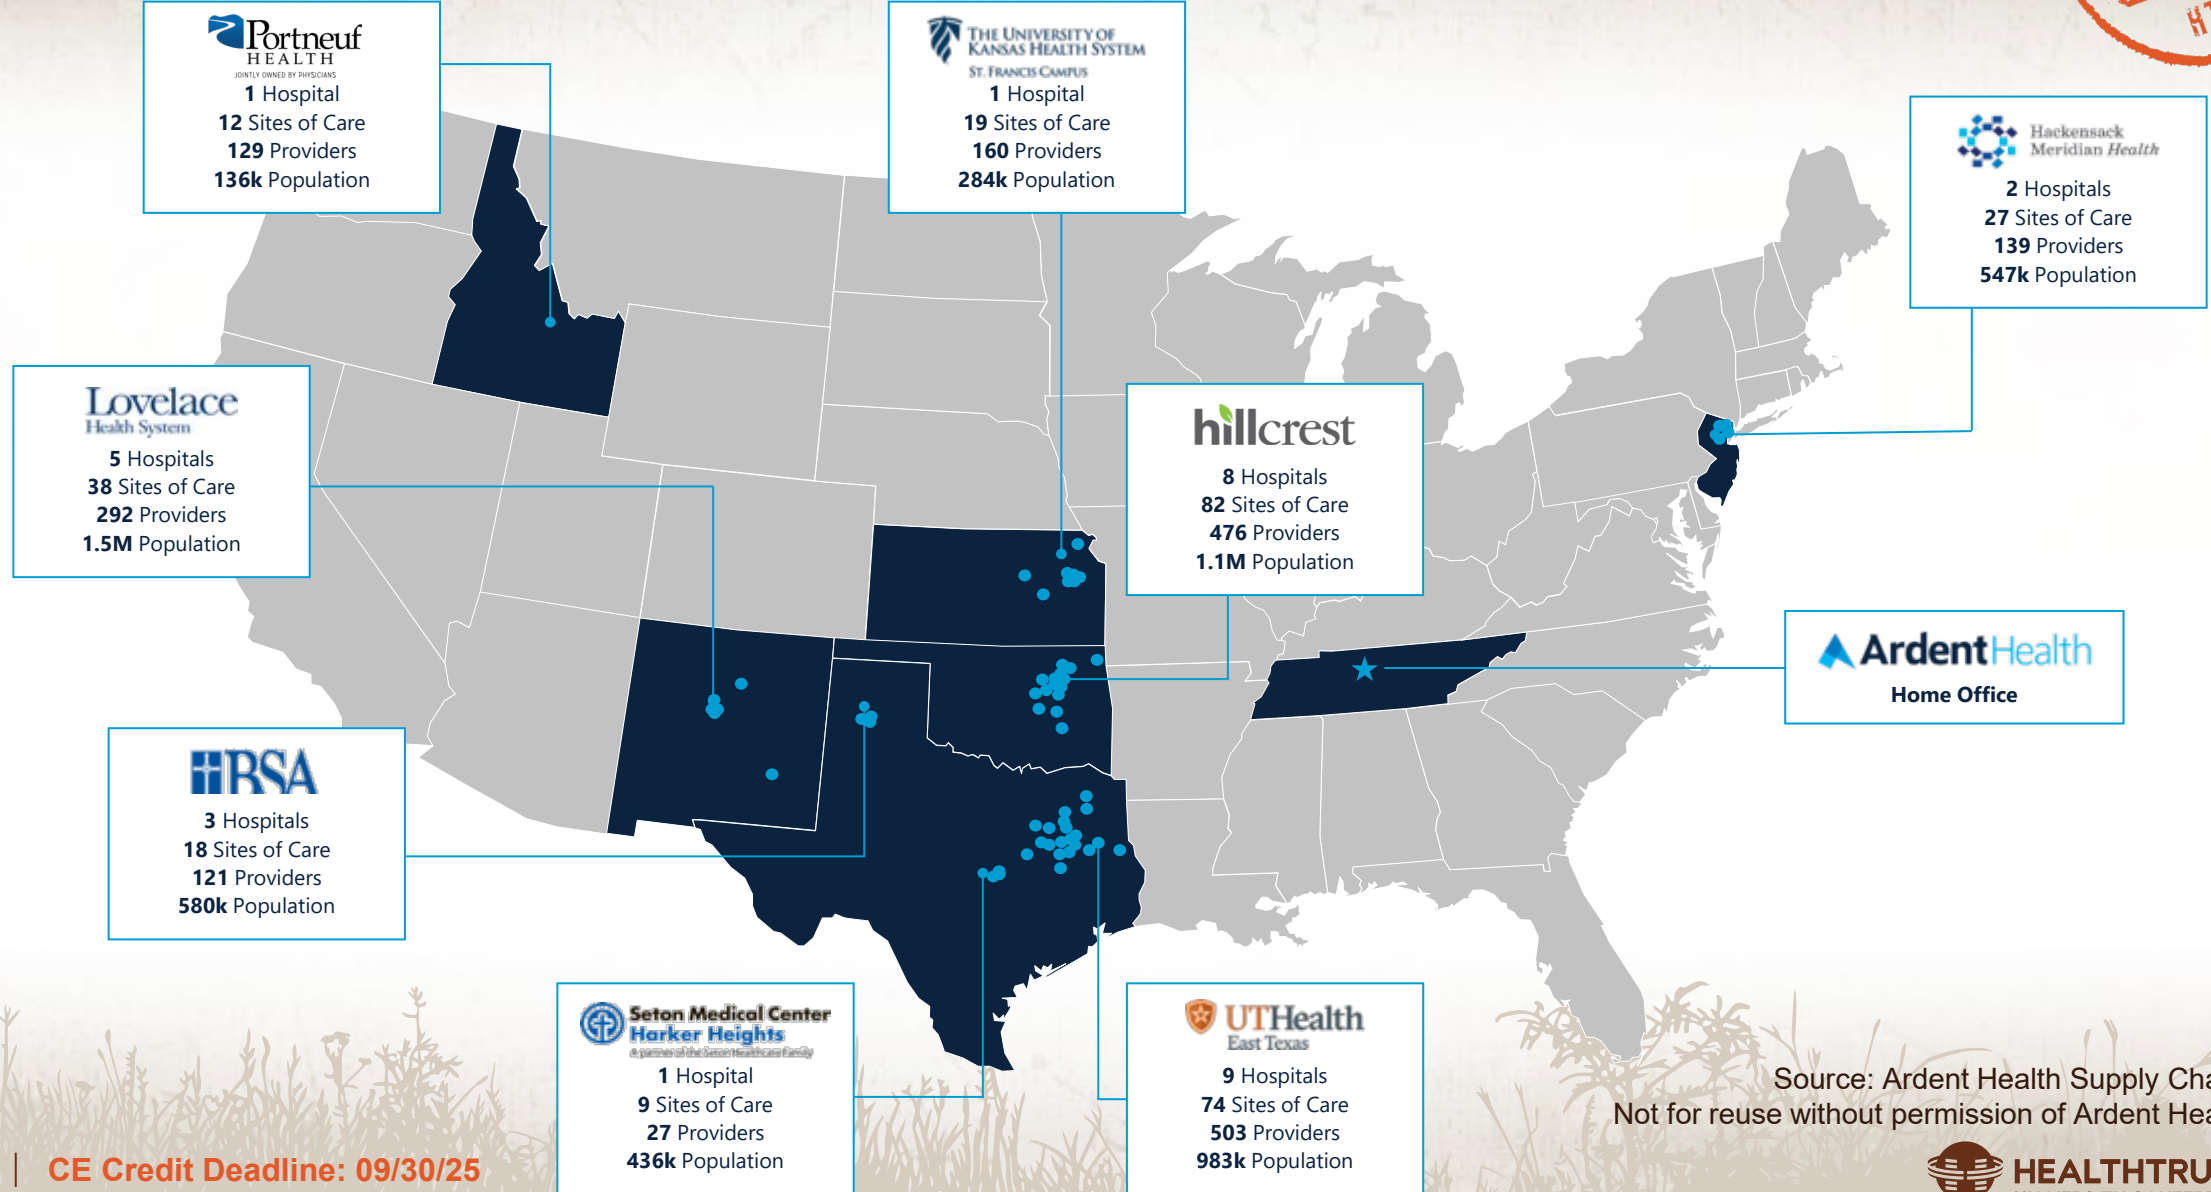 Portneuf
HEALTH
JOINTLY OWNED BY PHYSICIANS
1 Hospital
12 Sites of Care
129 Providers
136k Population
THE UNIVERSITY OF
KANSAS HEALTH SYSTEM
ST. FRANCIS CAMPUS
1 Hospital
19 Sites of Care
160 Providers
284k Population
Hackensack
Meridian Health
2 Hospitals
27 Sites of Care
139 Providers
547k Population
Lovelace
Health System
5 Hospitals
38 Sites of Care
292 Providers
1.5M Population
hillcrest
8 Hospitals
82 Sites of Care
476 Providers
1.1M Population
ArdentHealth
Home Office
BSA
3 Hospitals
18 Sites of Care
121 Providers
580k Population
Seton Medical Center
Harker Heights
A partner of the Seton Healthcare Family
1 Hospital
9 Sites of Care
27 Providers
436k Population
UTHealth
East Texas
9 Hospitals
74 Sites of Care
503 Providers
983k Population
Source: Ardent Health Supply Cha
Not for reuse without permission of Ardent Hea
CE Credit Deadline: 09/30/25
HEALTHTRU